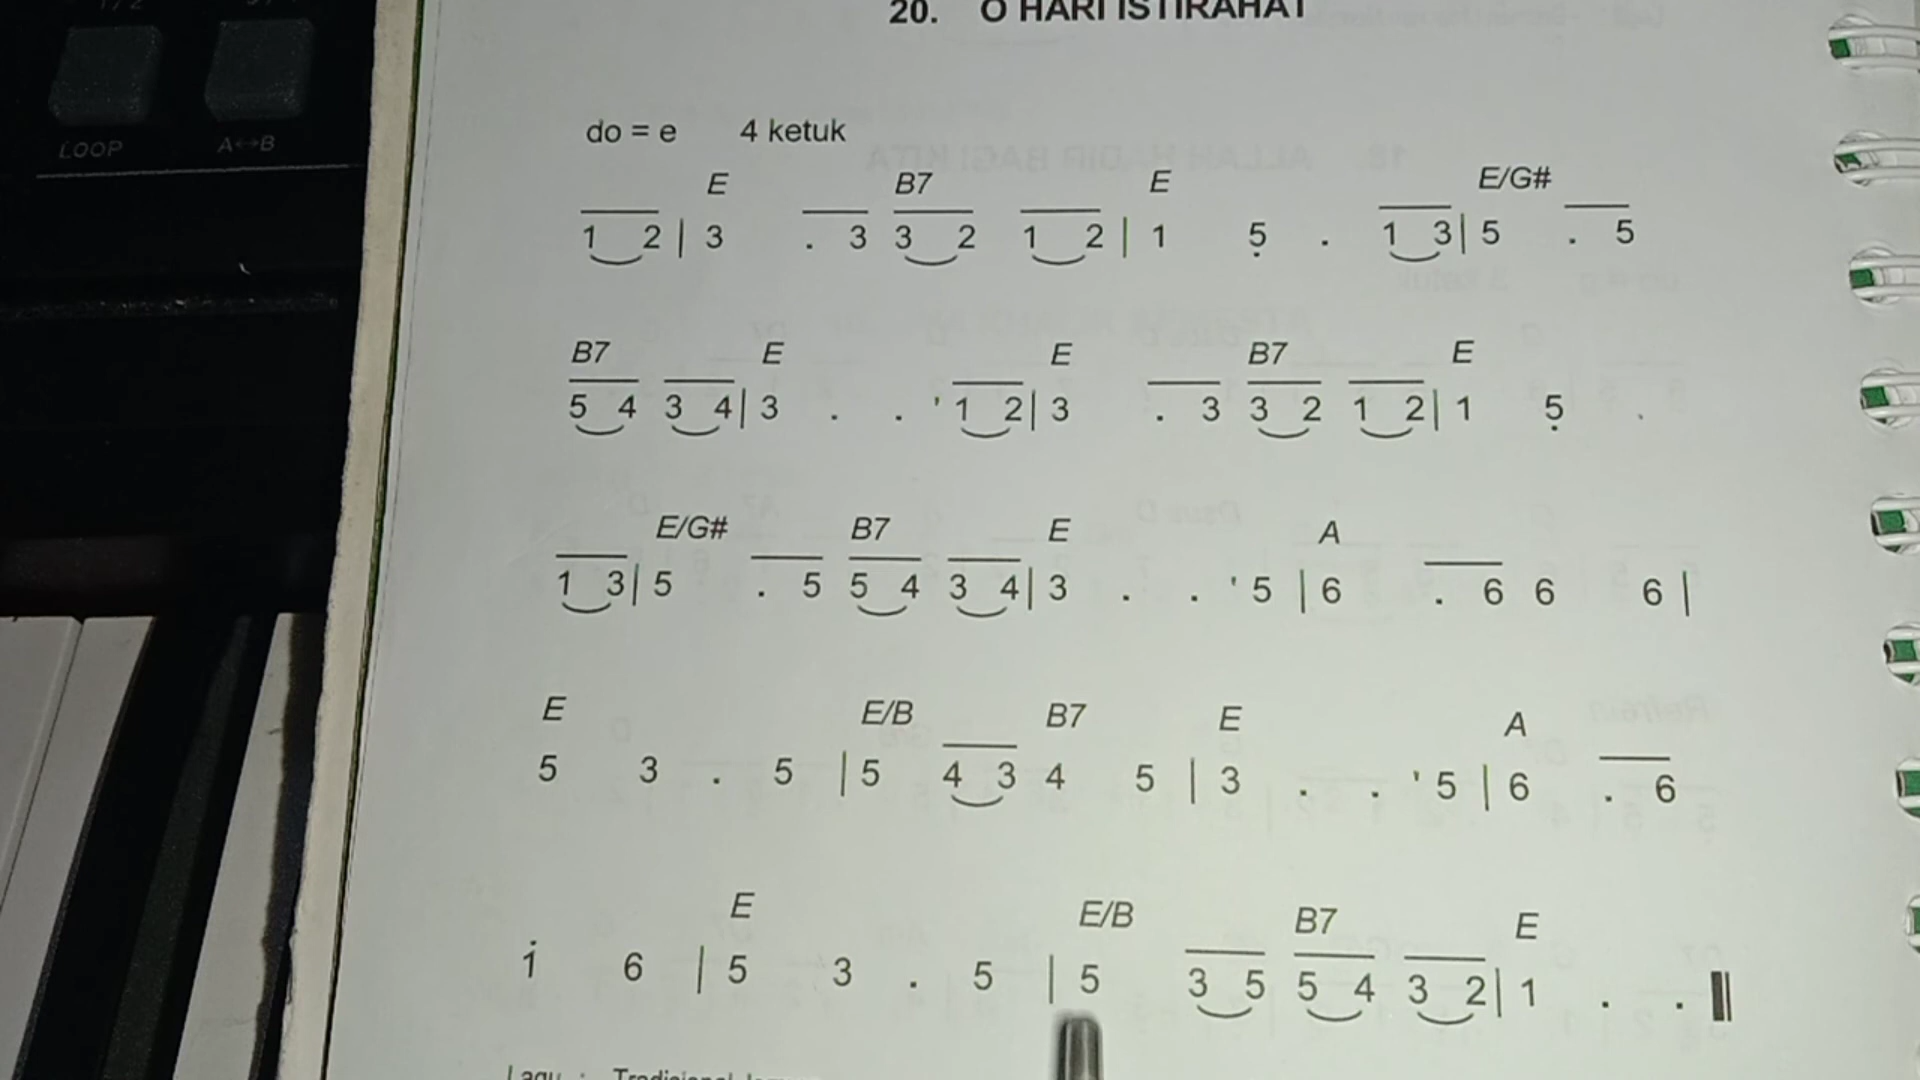 20. O HARI ISTIRAHAT
LOOP A↔B
do = e 4 ketuk
E B7 E E/G#
1 2 | 3 . 3 3 2 1 2 | 1 5̣ . 1 3 | 5 . 5
B7 E E B7 E
5 4 3 4 | 3 . . ' 1 2 | 3 . 3 3 2 1 2 | 1 5̣ .
E/G# B7 E A
1 3 | 5 . 5 5 4 3 4 | 3 . . ' 5 | 6 . 6 6 6 |
E E/B B7 E A
5 3 . 5 | 5 4 3 4 5 | 3 . . ' 5 | 6 . 6
E E/B B7 E
1̇ 6 | 5 3 . 5 | 5 3 5 5 4 3 2 | 1 . . ||
Lagu : Tradisional